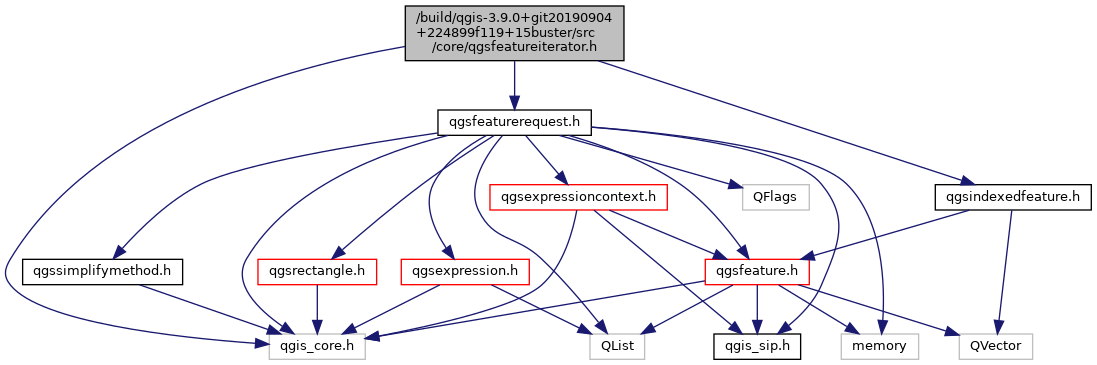 /build/qgis-3.9.0+git20190904
+224899f119+15buster/src
/core/qgsfeatureiterator.h
qgsfeaturerequest.h
qgsexpressioncontext.h
QFlags
qgsindexedfeature.h
qgssimplifymethod.h
qgsrectangle.h
qgsexpression.h
qgsfeature.h
qgis_core.h
QList
qgis_sip.h
memory
QVector